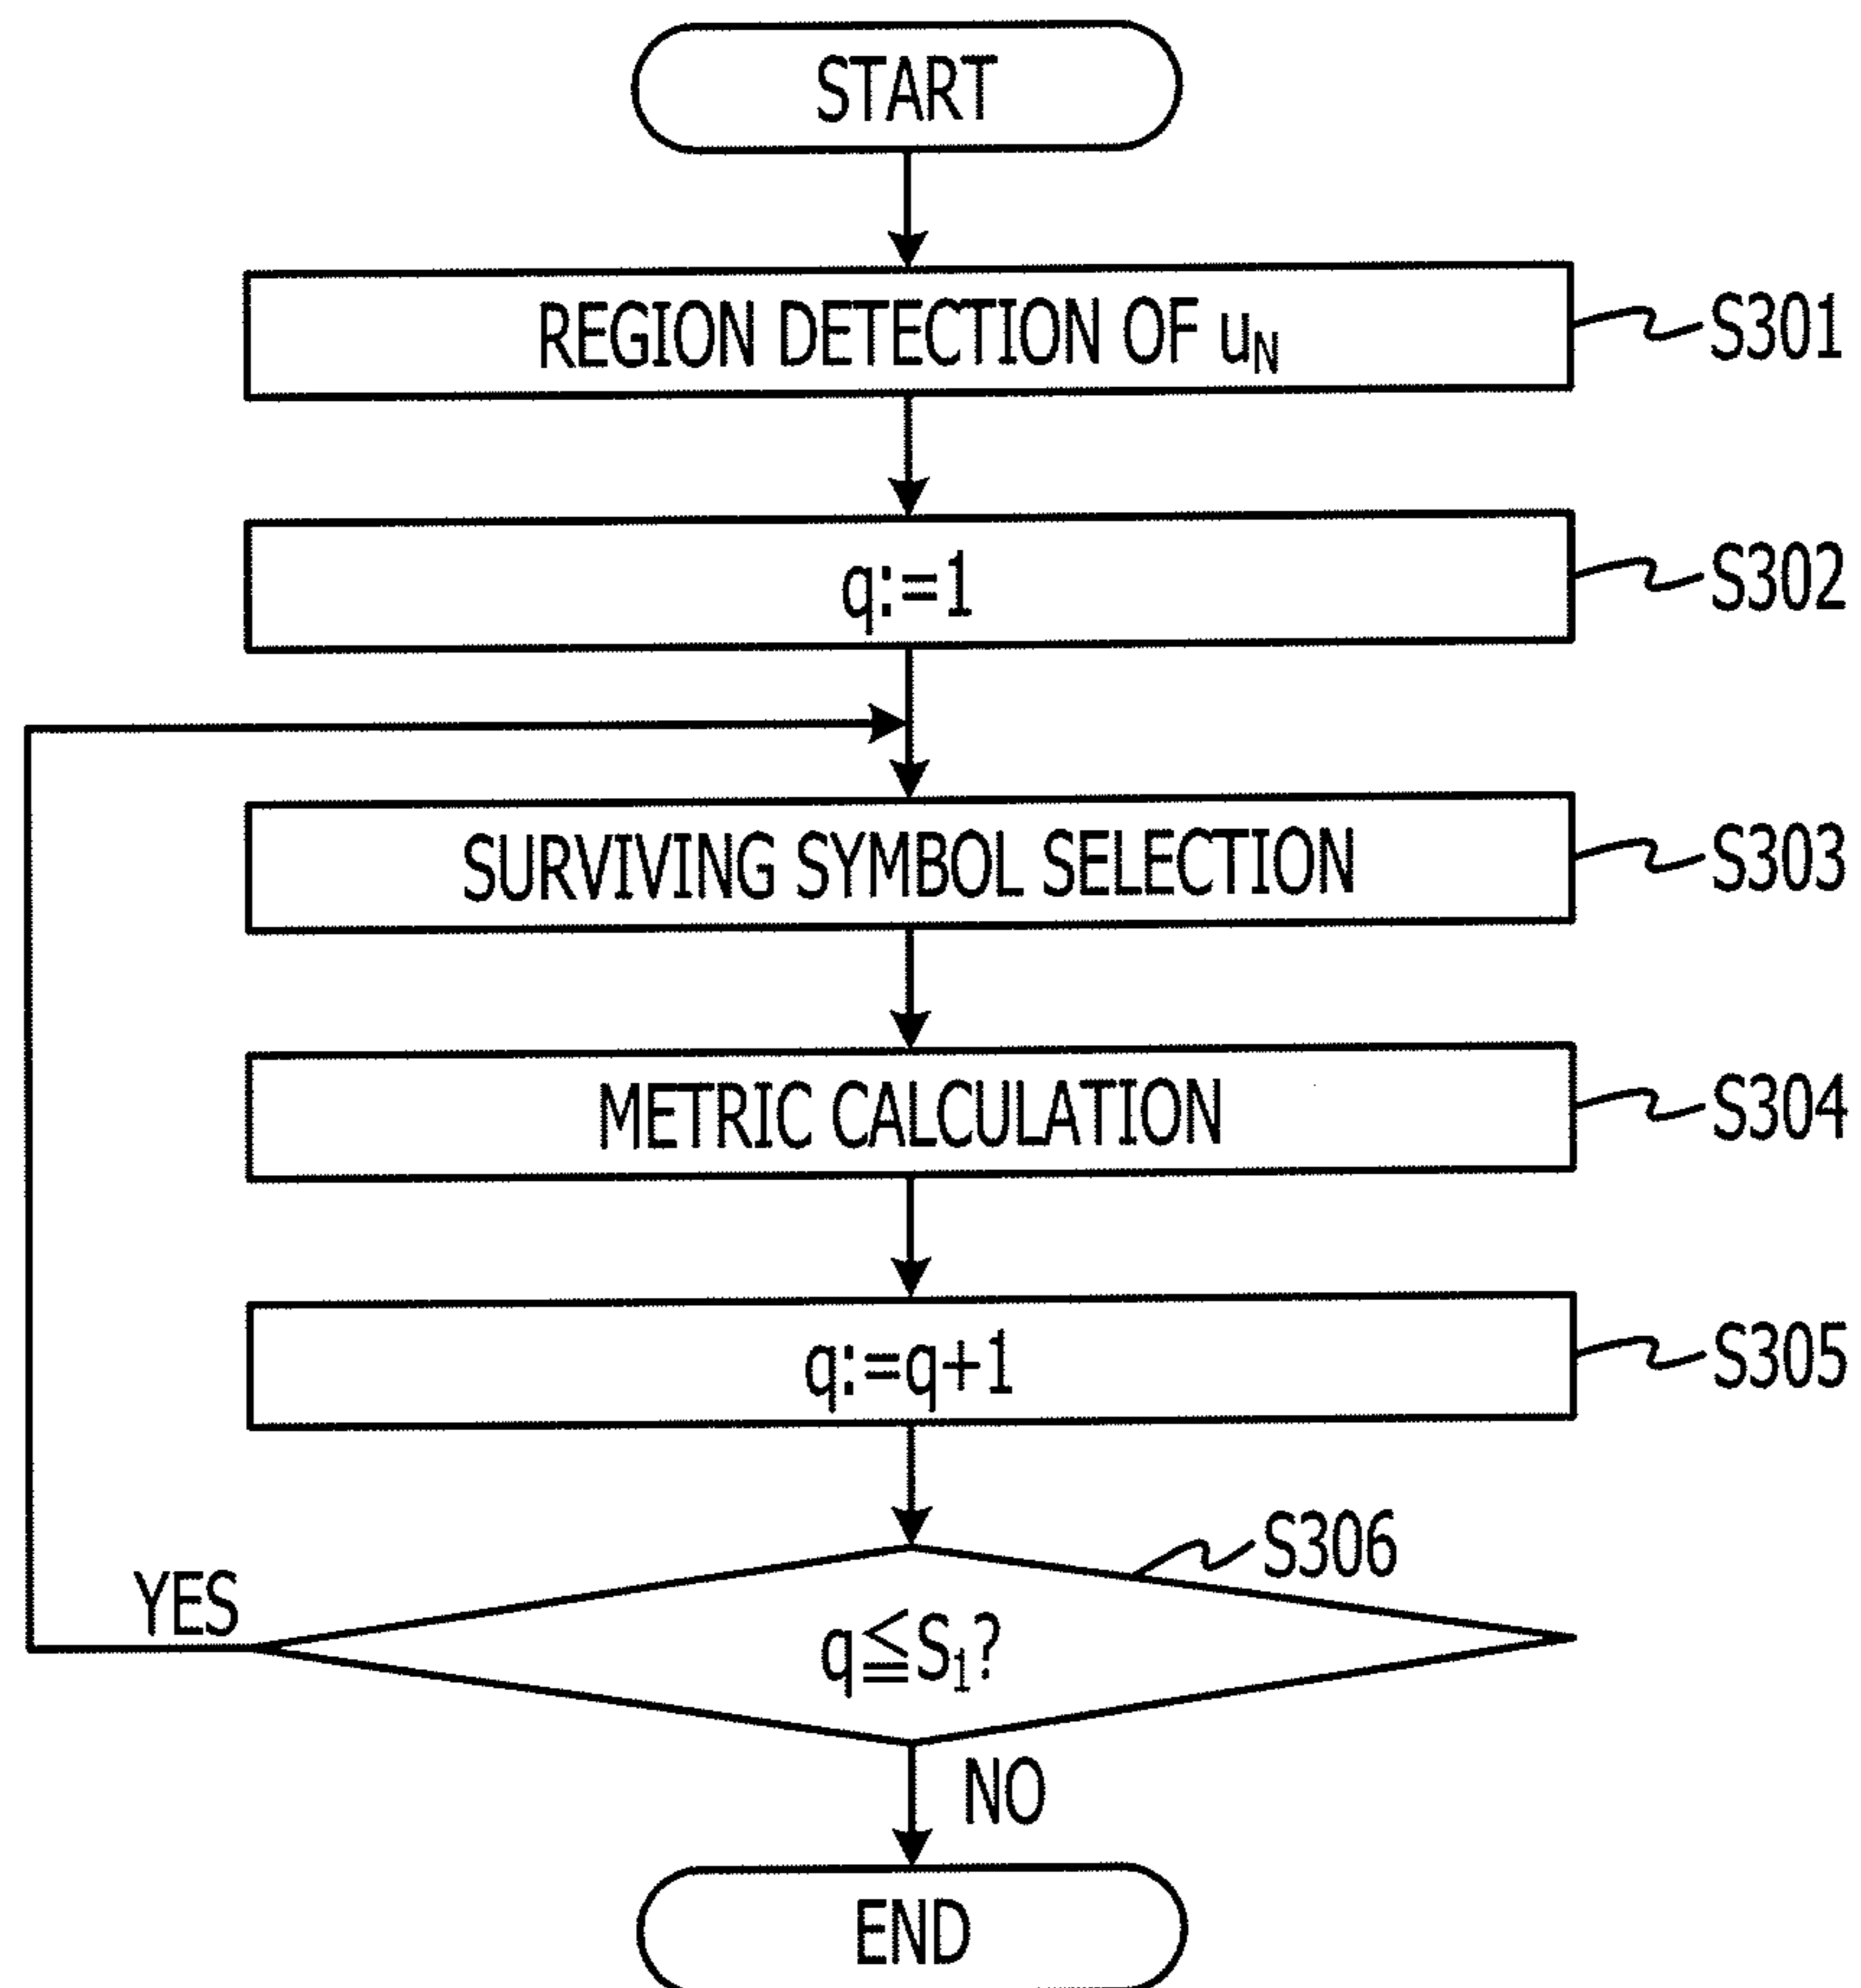 START
REGION DETECTION OF u_N
S301
q:=1
S302
SURVIVING SYMBOL SELECTION
S303
METRIC CALCULATION
S304
q:=q+1
S305
S306
YES
q≦S₁?
NO
END